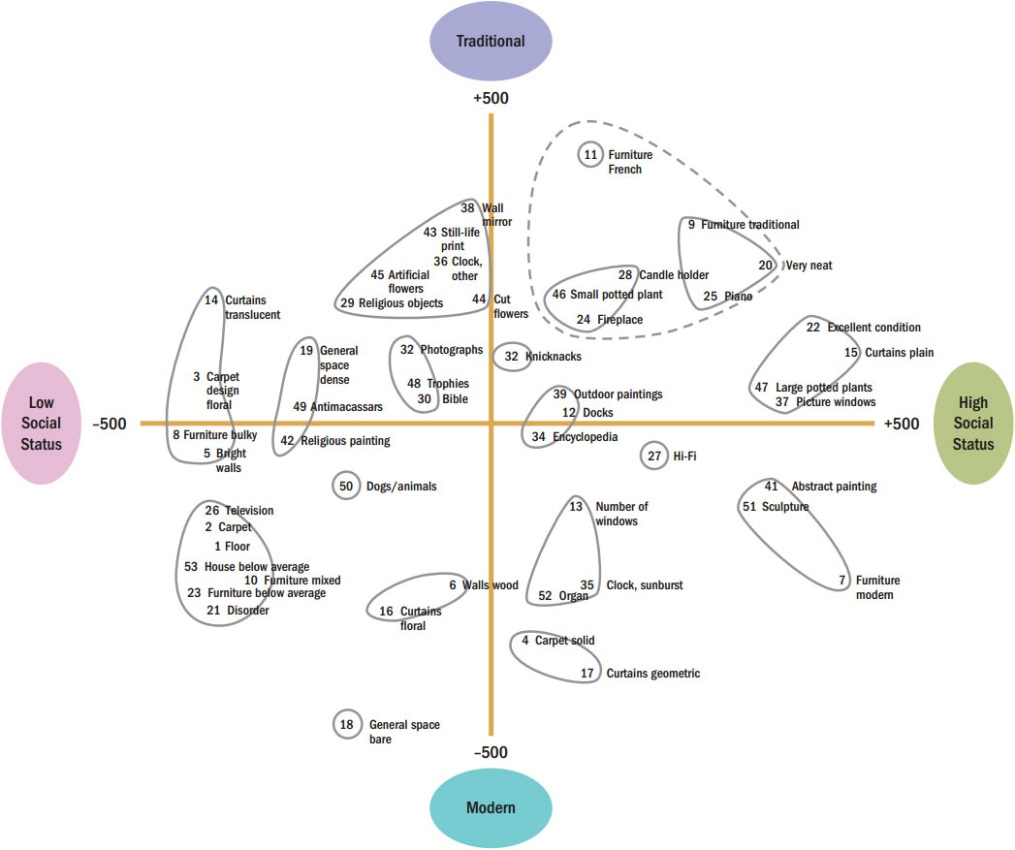 Traditional
+500
11 Furniture
French
38 Wall
mirror
9 Furniture traditional
43 Still-life
print
36 Clock,
other
20 Very neat
45 Artificial
flowers
28 Candle holder
46 Small potted plant
25 Piano
29 Religious objects
44 Cut
flowers
14 Curtains
translucent
24 Fireplace
22 Excellent condition
19 General
space
dense
32 Photographs
32 Knicknacks
15 Curtains plain
3 Carpet
design
floral
48 Trophies
30 Bible
47 Large potted plants
37 Picture windows
39 Outdoor paintings
49 Antimacassars
12 Docks
Low
Social
Status
-500
+500
High
Social
Status
8 Furniture bulky
42 Religious painting
34 Encyclopedia
5 Bright
walls
27 Hi-Fi
50 Dogs/animals
41 Abstract painting
26 Television
13 Number of
windows
51 Sculpture
2 Carpet
1 Floor
53 House below average
10 Furniture mixed
6 Walls wood
35 Clock, sunburst
7 Furniture
modern
23 Furniture below average
52 Organ
21 Disorder
16 Curtains
floral
4 Carpet solid
17 Curtains geometric
18 General space
bare
–500
Modern